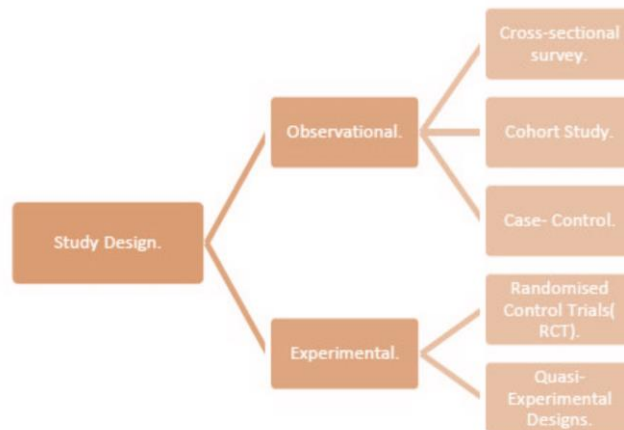 Cross-sectional
survey.
Observational.
Cohort Study.
Study Design.
Case- Control.
Randomised
Control Trials(
RCT).
Experimental.
Quasi-
Experimental
Designs.